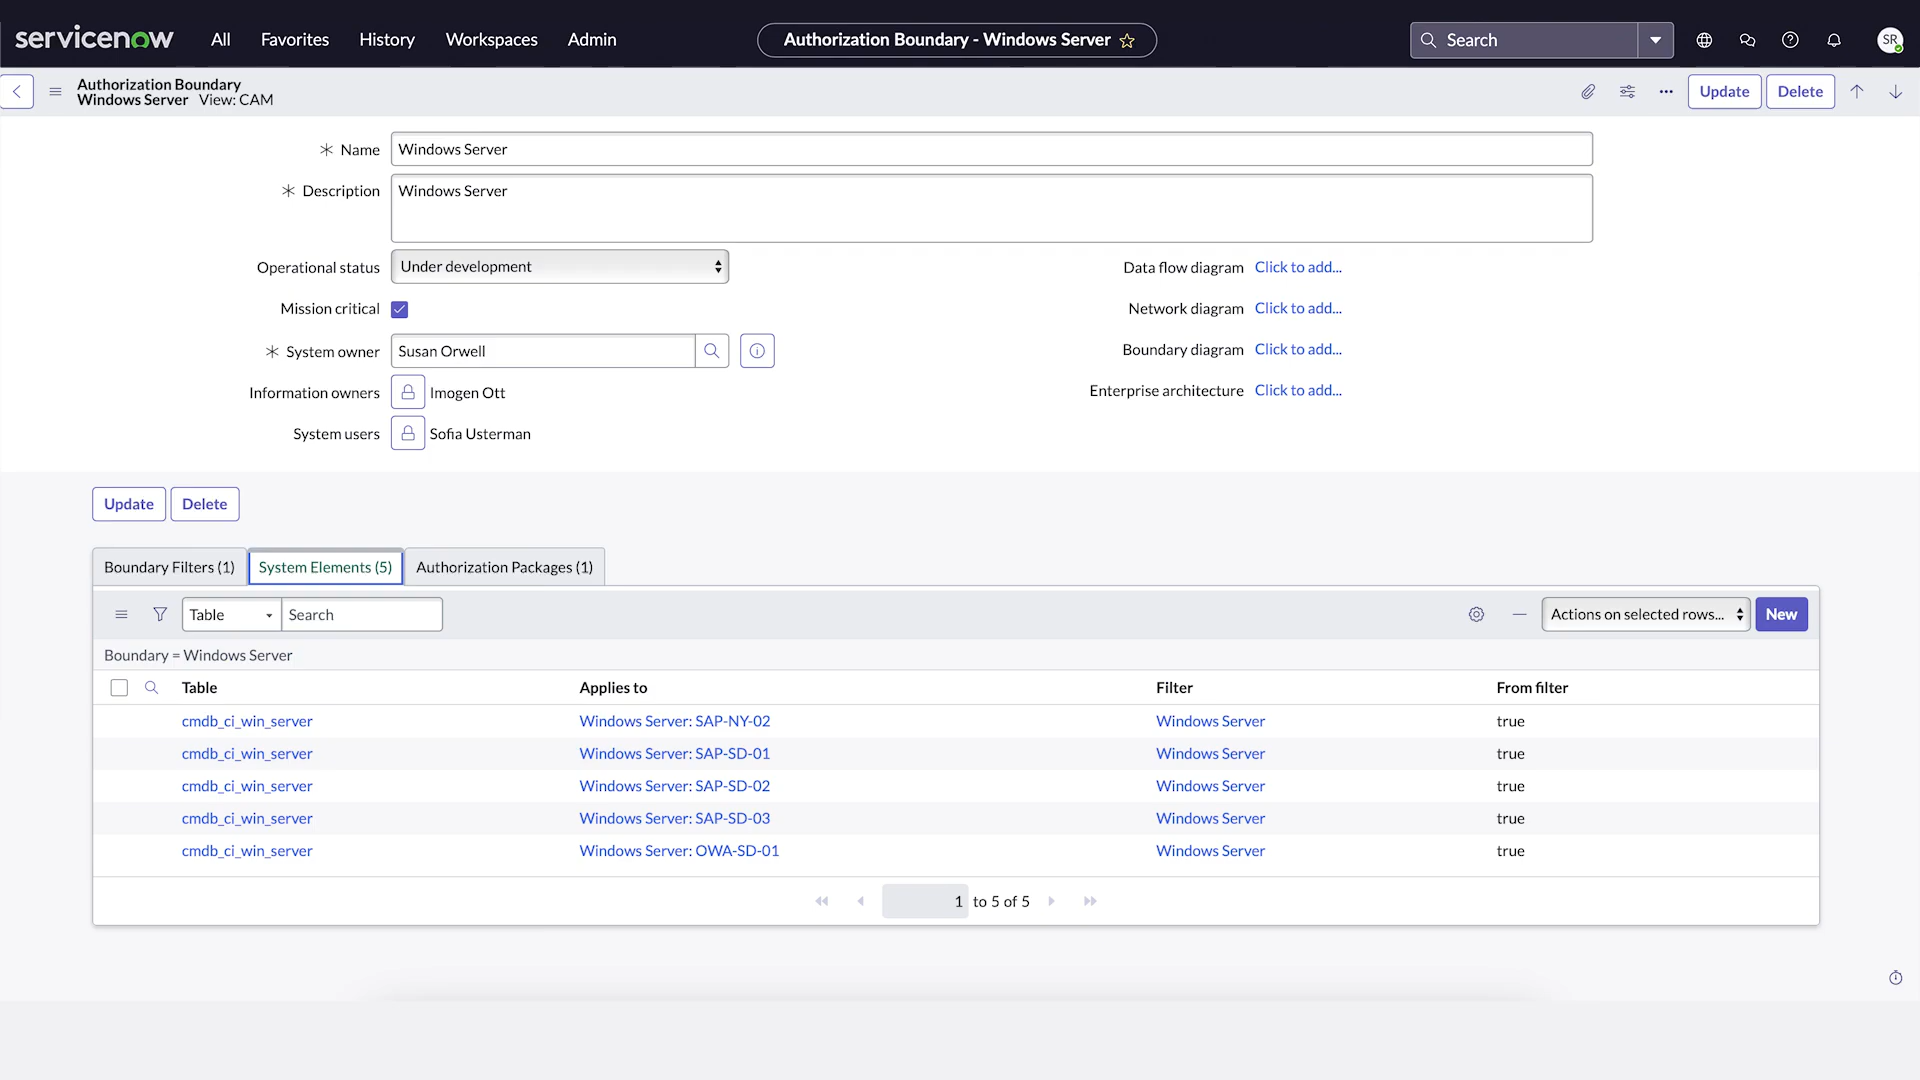 servicenow All Favorites History Workspaces Admin Authorization Boundary - Windows Server Search SR
Authorization Boundary
Windows Server View: CAM
Update Delete
Name Windows Server
Description Windows Server
Operational status Under development
Data flow diagram Click to add...
Mission critical
Network diagram Click to add...
System owner Susan Orwell
Boundary diagram Click to add...
Information owners Imogen Ott
Enterprise architecture Click to add...
System users Sofia Usterman
Update Delete
Boundary Filters (1) System Elements (5) Authorization Packages (1)
Table Search Actions on selected rows... New
Boundary = Windows Server
Table Applies to Filter From filter
cmdb_ci_win_server Windows Server: SAP-NY-02 Windows Server true
cmdb_ci_win_server Windows Server: SAP-SD-01 Windows Server true
cmdb_ci_win_server Windows Server: SAP-SD-02 Windows Server true
cmdb_ci_win_server Windows Server: SAP-SD-03 Windows Server true
cmdb_ci_win_server Windows Server: OWA-SD-01 Windows Server true
1 to 5 of 5